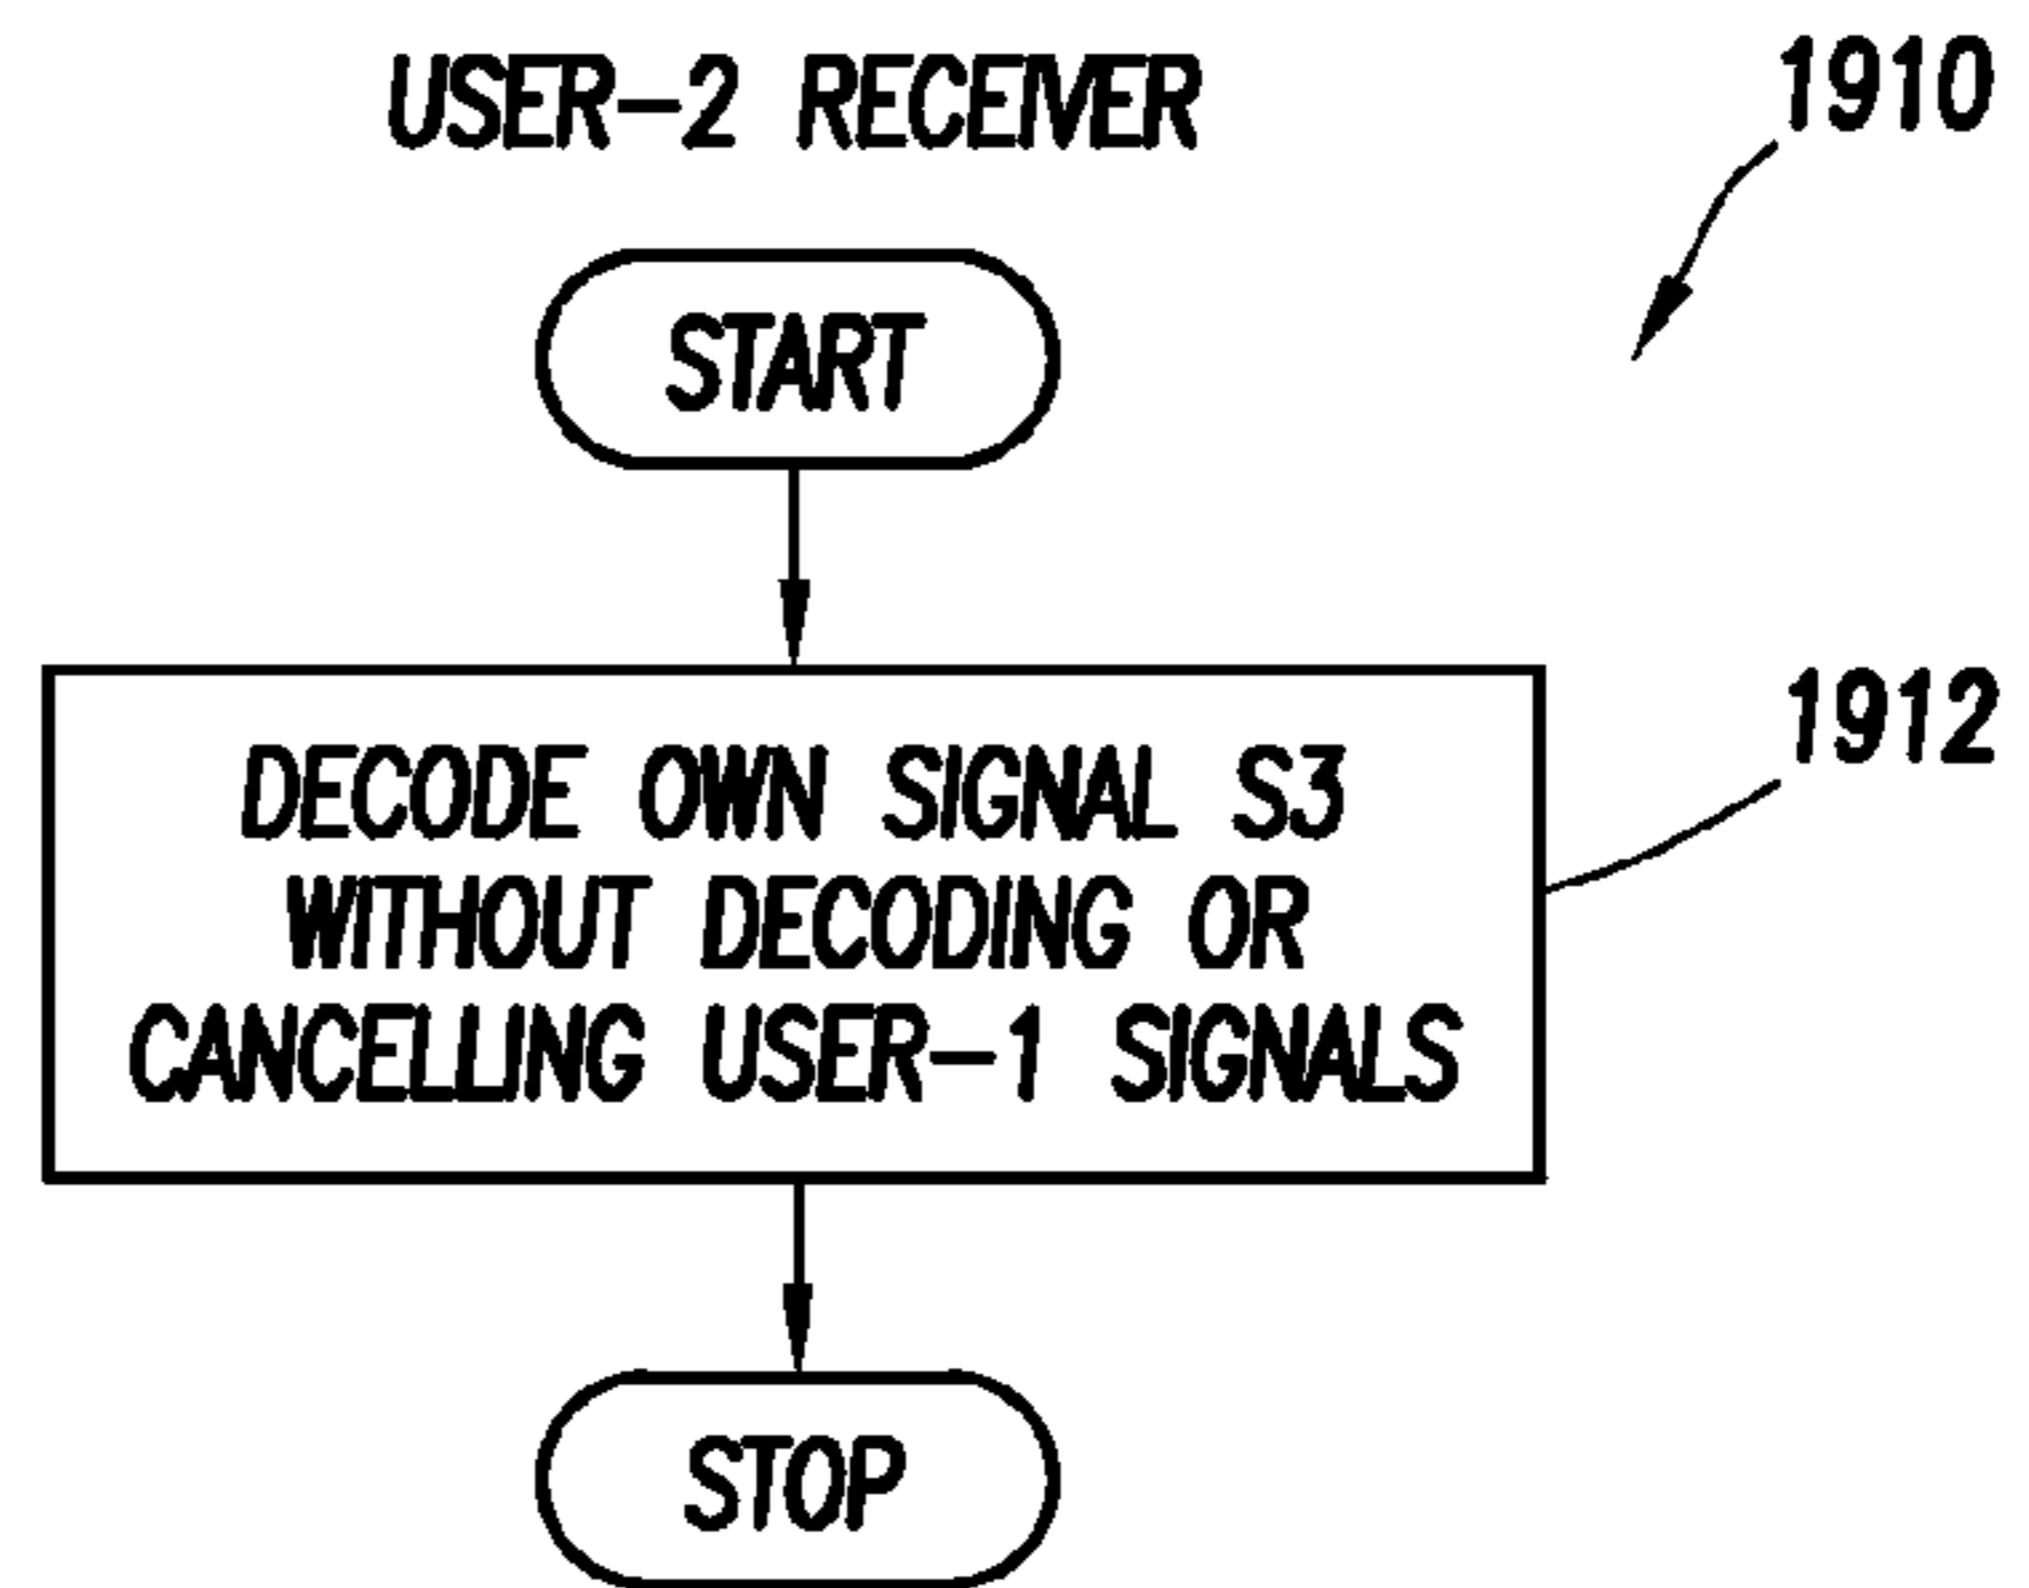 USER-2 RECEIVER
1910
START
1912
DECODE OWN SIGNAL S3
WITHOUT DECODING OR
CANCELLING USER-1 SIGNALS
STOP